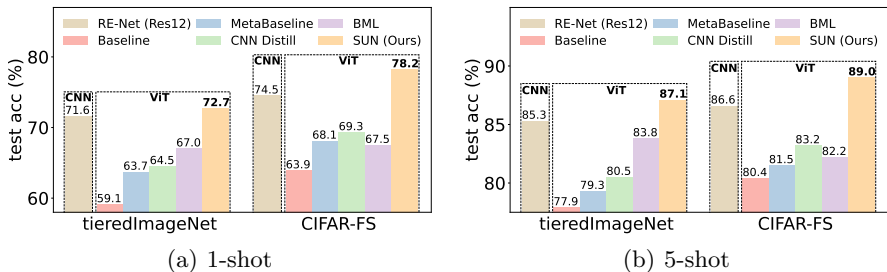 RE-Net (Res12) MetaBaseline BML
Baseline CNN Distill SUN (Ours)
test acc (%)
80
70
60
CNN ViT
71.6 59.1 63.7 64.5 67.0 72.7
CNN ViT
74.5 63.9 68.1 69.3 67.5 78.2
tieredImageNet CIFAR-FS
(a) 1-shot
RE-Net (Res12) MetaBaseline BML
Baseline CNN Distill SUN (Ours)
test acc (%)
90
85
80
CNN ViT
85.3 77.9 79.3 80.5 83.8 87.1
CNN ViT
86.6 80.4 81.5 83.2 82.2 89.0
tieredImageNet CIFAR-FS
(b) 5-shot